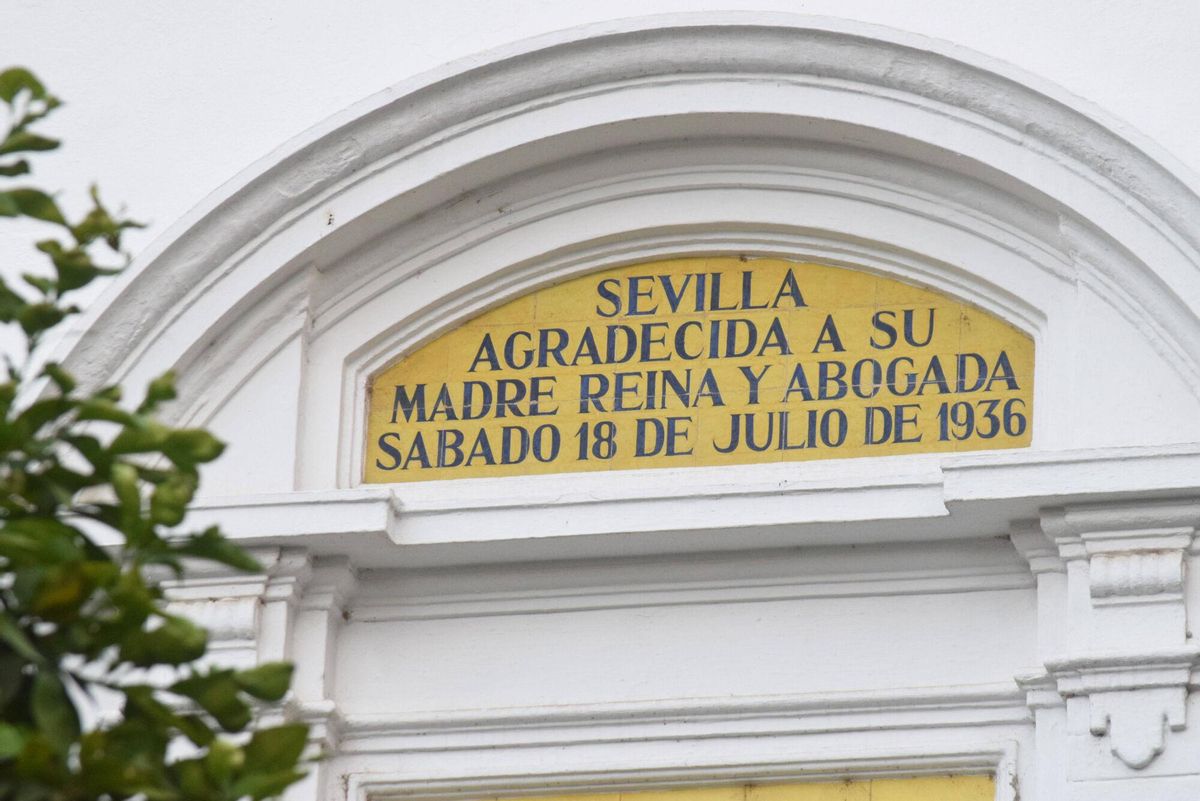 SEVILLA
AGRADECIDA A SU
MADRE REINA Y ABOGADA
SABADO 18 DE JULIO DE 1936